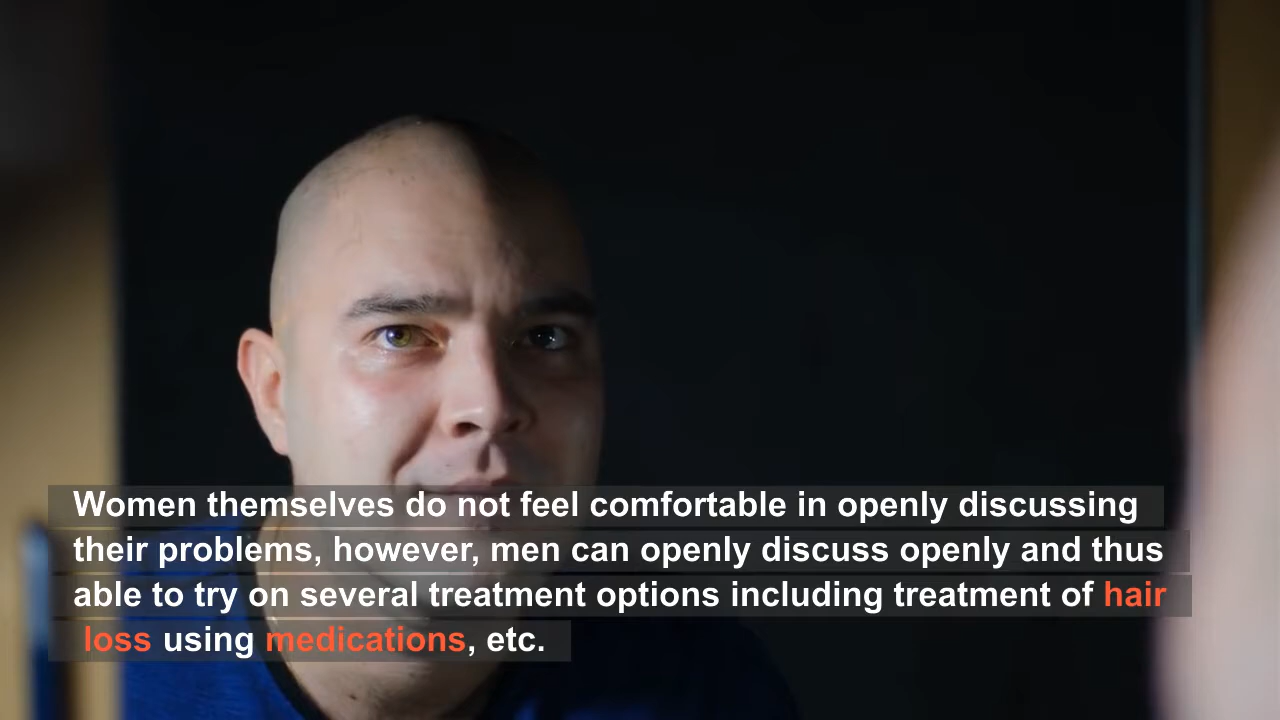 Women themselves do not feel comfortable in openly discussing
their problems, however, men can openly discuss openly and thus
able to try on several treatment options including treatment of hair
loss using medications, etc.